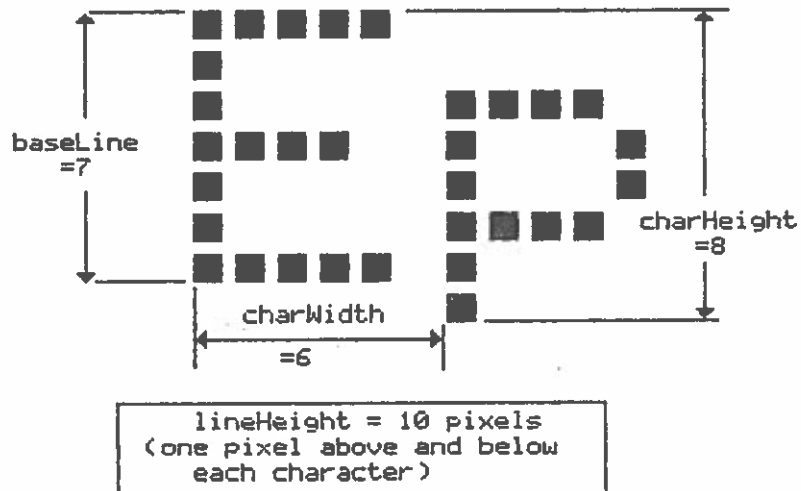 baseLine
=7
charHeight
=8
charWidth
=6
lineHeight = 10 pixels
(one pixel above and below
each character)